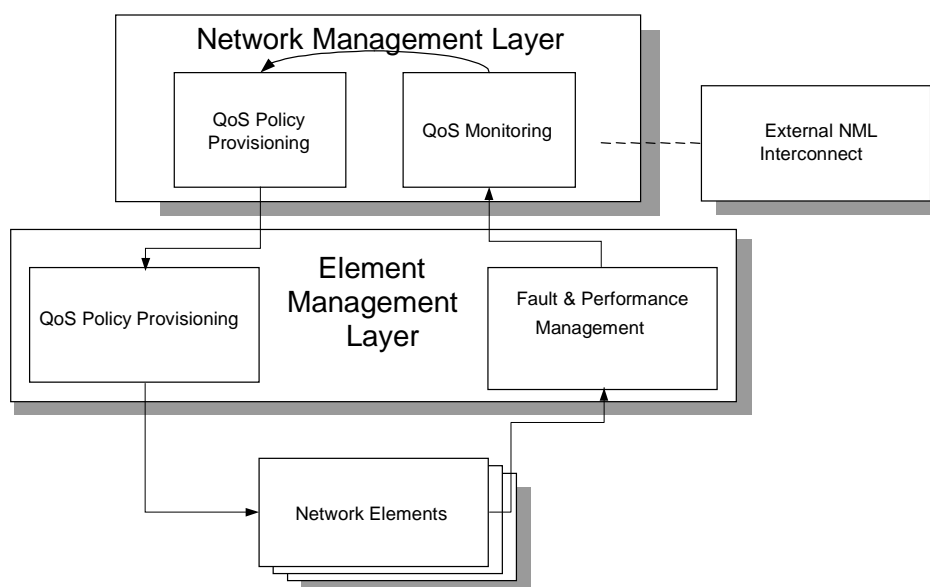 Network Management Layer
QoS Policy
Provisioning
QoS Monitoring
External NML
Interconnect
Element
Management
Layer
QoS Policy Provisioning
Fault & Performance
Management
Network Elements